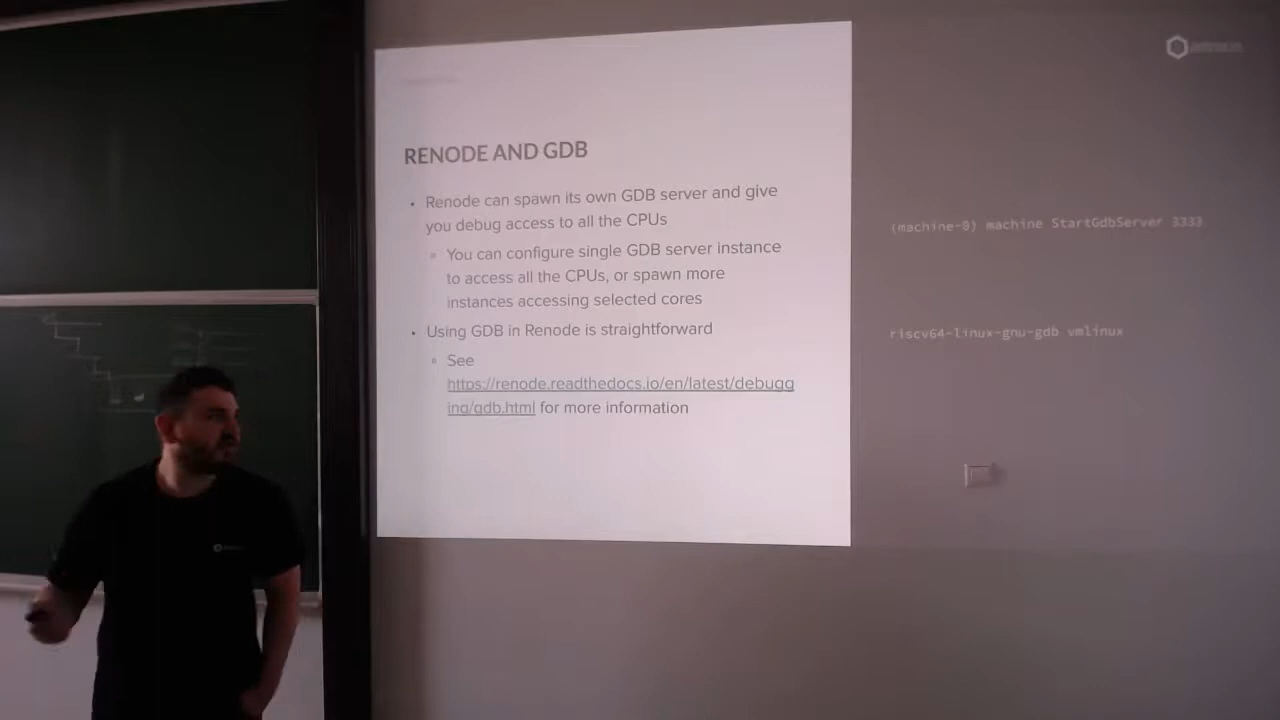 RENODE AND GDB
• Renode can spawn its own GDB server and give
you debug access to all the CPUs
You can configure single GDB server instance
to access all the CPUs, or spawn more
instances accessing selected cores
• Using GDB in Renode is straightforward
See
https://renode.readthedocs.io/en/latest/debugg
ing/gdb.html for more information
(machine-0) machine StartGdbServer 3333
riscv64-linux-gnu-gdb vmlinux